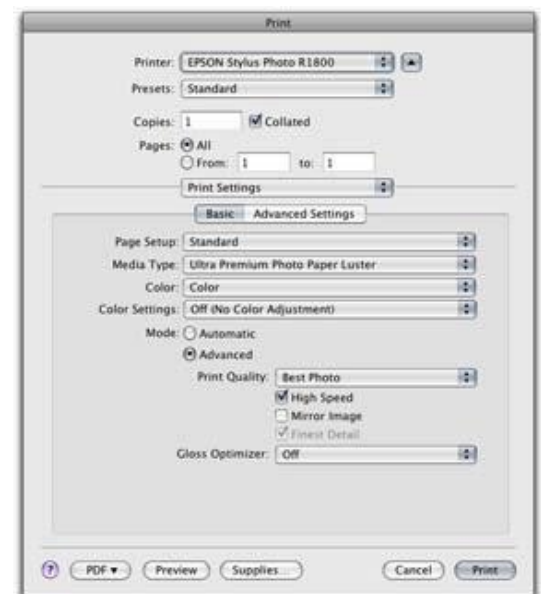 Print
Printer: EPSON Stylus Photo R1800
Presets: Standard
Copies: 1 Collated
Pages: All
From: 1 to: 1
Print Settings
Basic Advanced Settings
Page Setup: Standard
Media Type: Ultra Premium Photo Paper Luster
Color: Color
Color Settings: Off (No Color Adjustment)
Mode: Automatic
Advanced
Print Quality: Best Photo
High Speed
Mirror Image
Finest Detail
Gloss Optimizer: Off
? PDF Preview Supplies... Cancel Print